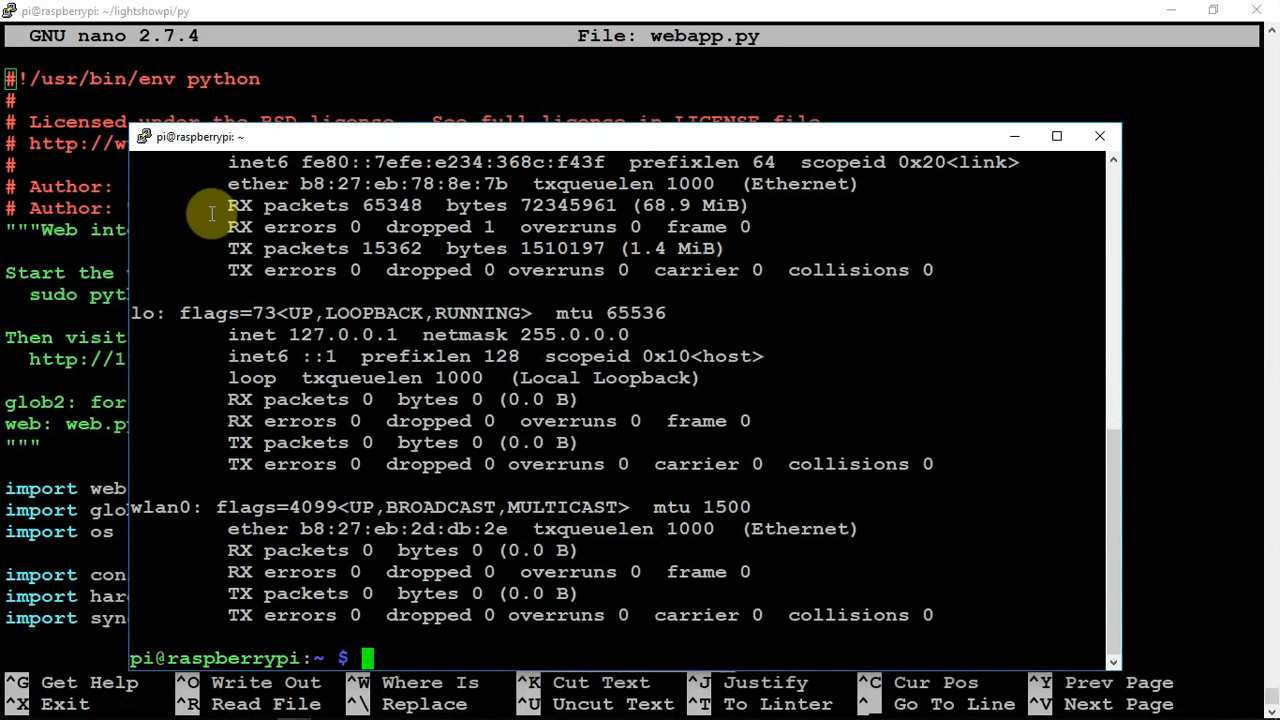 pi@raspberrypi: ~/lightshowpi/py
GNU nano 2.7.4 File: webapp.py
#!/usr/bin/env python
#
# Licensed under the BSD license. See full license in LICENSE file.
# http://w
#
# Author:
# Author:
"""Web inte
Start the
sudo pyth
Then visit
http://1
glob2: for
web: web.py
"""
import web
import glo
import os
import con
import har
import syn
pi@raspberrypi: ~
inet6 fe80::7efe:e234:368c:f43f prefixlen 64 scopeid 0x20<link>
ether b8:27:eb:78:8e:7b txqueuelen 1000 (Ethernet)
RX packets 65348 bytes 72345961 (68.9 MiB)
RX errors 0 dropped 1 overruns 0 frame 0
TX packets 15362 bytes 1510197 (1.4 MiB)
TX errors 0 dropped 0 overruns 0 carrier 0 collisions 0
lo: flags=73<UP,LOOPBACK,RUNNING> mtu 65536
inet 127.0.0.1 netmask 255.0.0.0
inet6 ::1 prefixlen 128 scopeid 0x10<host>
loop txqueuelen 1000 (Local Loopback)
RX packets 0 bytes 0 (0.0 B)
RX errors 0 dropped 0 overruns 0 frame 0
TX packets 0 bytes 0 (0.0 B)
TX errors 0 dropped 0 overruns 0 carrier 0 collisions 0
wlan0: flags=4099<UP,BROADCAST,MULTICAST> mtu 1500
ether b8:27:eb:2d:db:2e txqueuelen 1000 (Ethernet)
RX packets 0 bytes 0 (0.0 B)
RX errors 0 dropped 0 overruns 0 frame 0
TX packets 0 bytes 0 (0.0 B)
TX errors 0 dropped 0 overruns 0 carrier 0 collisions 0
pi@raspberrypi:~ $
^G Get Help ^O Write Out ^W Where Is ^K Cut Text ^J Justify ^C Cur Pos ^Y Prev Page
^X Exit ^R Read File ^\ Replace ^U Uncut Text ^T To Linter ^_ Go To Line ^V Next Page